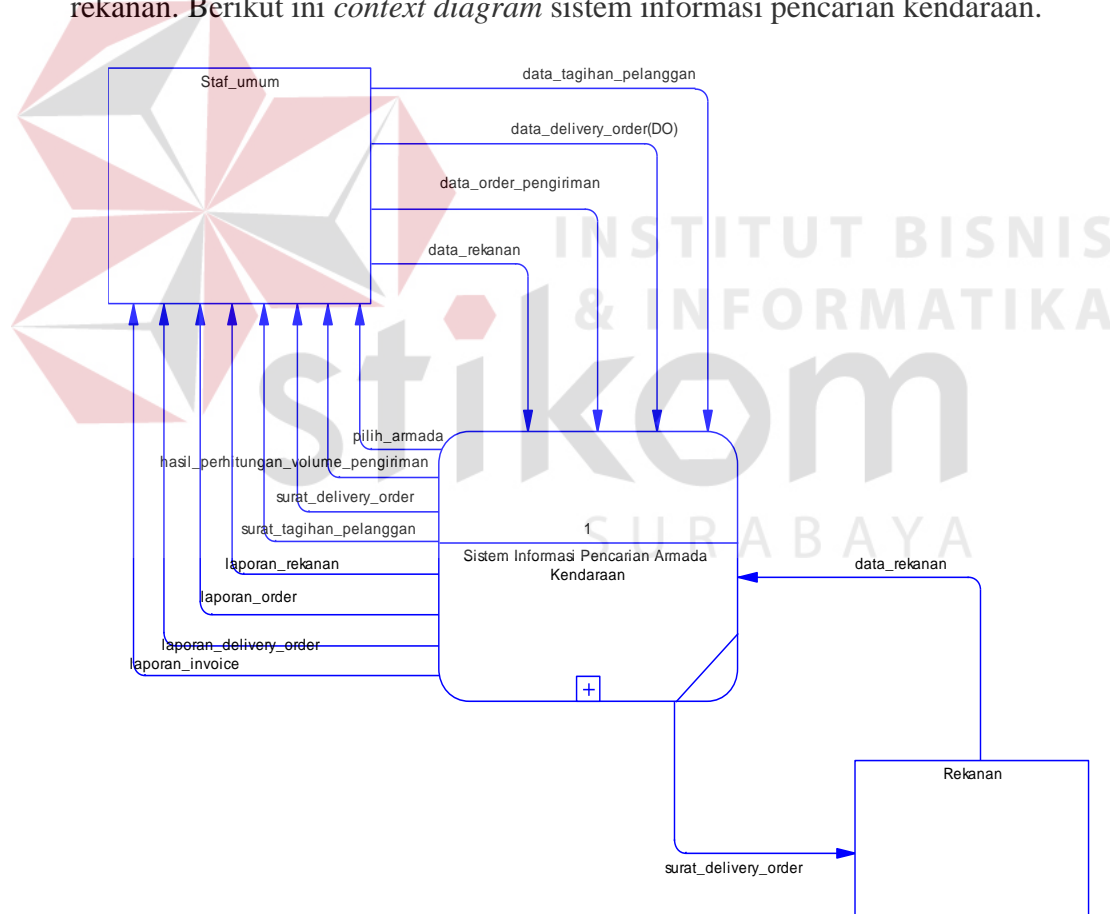 rekanan. Berikut ini context diagram sistem informasi pencarian kendaraan.
Staf_umum
data_tagihan_pelanggan
data_delivery_order(DO)
data_order_pengiriman
data_rekanan
INSTITUT BISNIS
& INFORMATIKA
stikom
SURABAYA
pilih_armada
hasil_perhitungan_volume_pengiriman
surat_delivery_order
surat_tagihan_pelanggan
laporan_rekanan
laporan_order
laporan_delivery_order
laporan_invoice
1
Sistem Informasi Pencarian Armada
Kendaraan
+
data_rekanan
Rekanan
surat_delivery_order